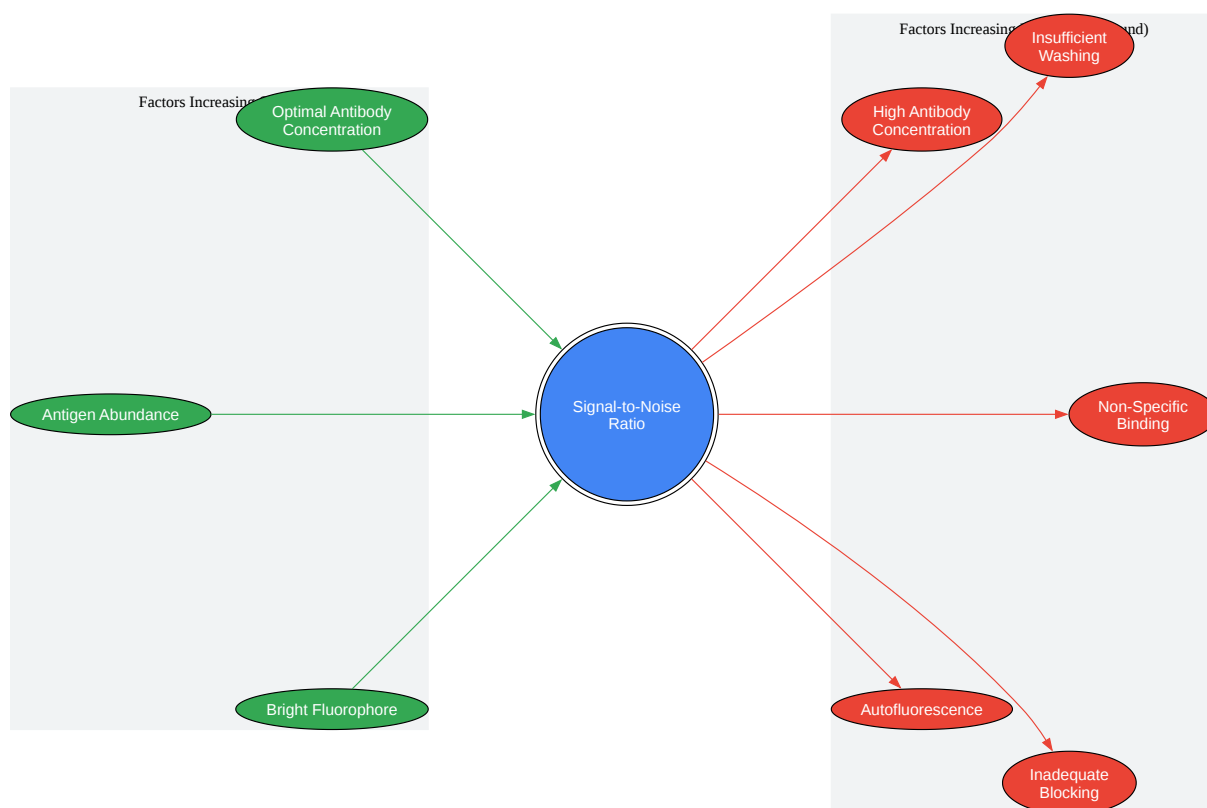 Factors Increasing
Optimal Antibody
Concentration
Antigen Abundance
Bright Fluorophore
Signal-to-Noise
Ratio
Factors Increasing
Insufficient
Washing
High Antibody
Concentration
Non-Specific
Binding
Autofluorescence
Inadequate
Blocking